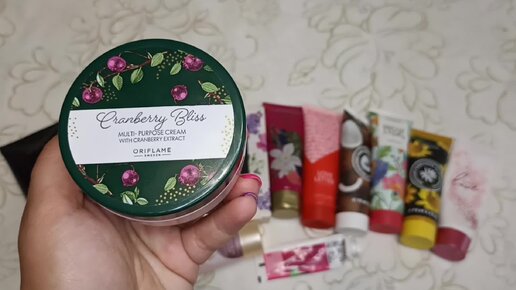 Cranberry Bliss
MULTI-PURPOSE CREAM
WITH CRANBERRY EXTRACT
ORIFLAME
SWEDEN